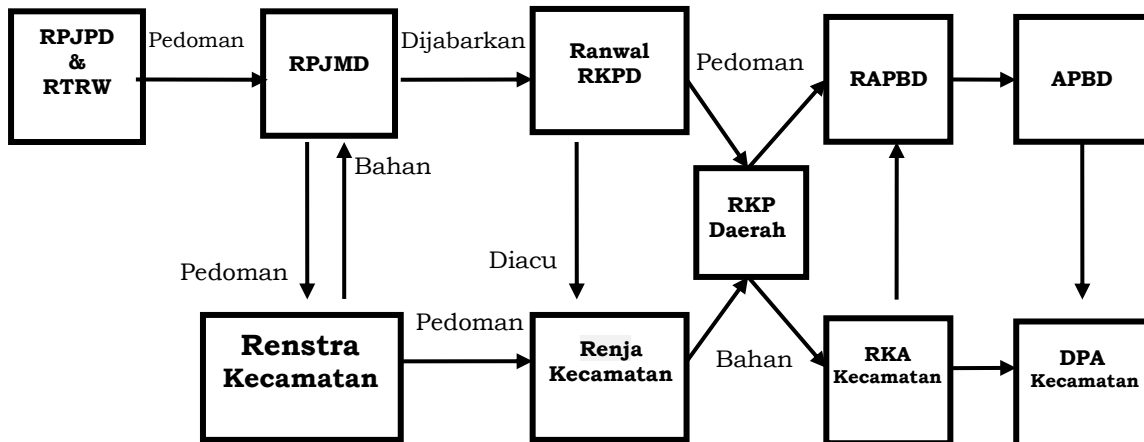 RPJPD
&
RTRW
Pedoman
RPJMD
Dijabarkan
Ranwal
RKPD
Pedoman
RAPBD
APBD
Bahan
RKP
Daerah
Pedoman
Diacu
Renstra
Kecamatan
Pedoman
Renja
Kecamatan
Bahan
RKA
Kecamatan
DPA
Kecamatan